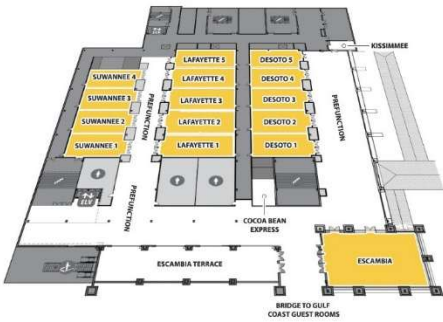 KISSIMMEE
LAFAYETTE 5
DESOTO 5
SUWANNEE 4
LAFAYETTE 4
DESOTO 4
SUWANNEE 3
LAFAYETTE 3
DESOTO 3
PREFUNCTION
PREFUNCTION
SUWANNEE 2
LAFAYETTE 2
DESOTO 2
SUWANNEE 1
LAFAYETTE 1
DESOTO 1
ELV
PREFUNCTION
COCOA BEAN
EXPRESS
ESCAMBIA TERRACE
ESCAMBIA
BRIDGE TO GULF
COAST GUEST ROOMS